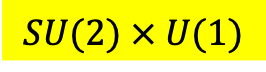 SU(2) × U(1)